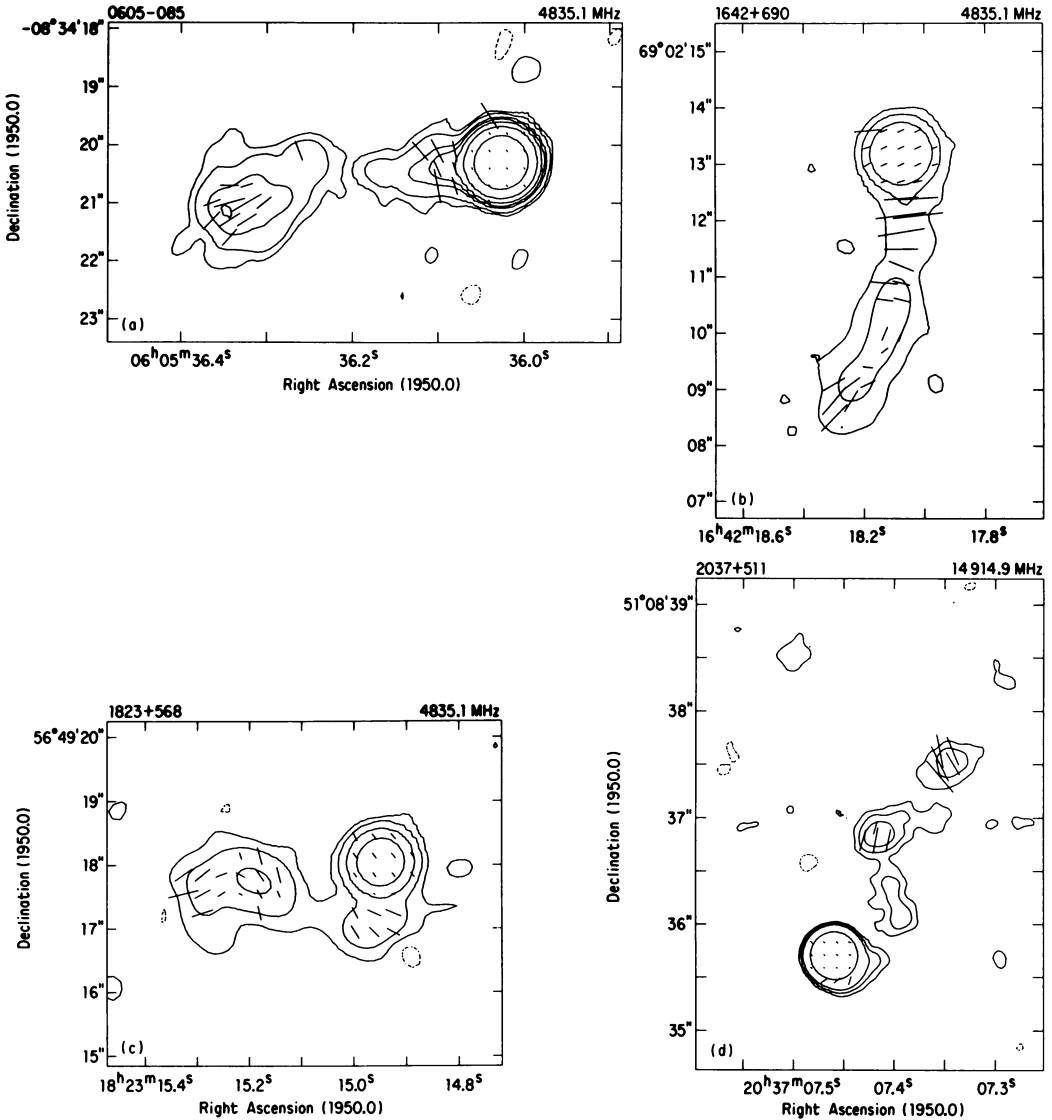 0605-085 4835.1 MHz
-08°34'18"
19"
20"
21"
22"
23"
Declination (1950.0)
(a)
06ʰ05ᵐ36.4ˢ 36.2ˢ 36.0ˢ
Right Ascension (1950.0)
1642+690 4835.1 MHz
69°02'15"
14"
13"
12"
11"
10"
09"
08"
07"
(b)
16ʰ42ᵐ18.6ˢ 18.2ˢ 17.8ˢ
1823+568 4835.1 MHz
56°49'20"
19"
18"
17"
16"
15"
Declination (1950.0)
(c)
18ʰ23ᵐ15.4ˢ 15.2ˢ 15.0ˢ 14.8ˢ
Right Ascension (1950.0)
2037+511 14914.9 MHz
51°08'39"
38"
37"
36"
35"
Declination (1950.0)
(d)
20ʰ37ᵐ07.5ˢ 07.4ˢ 07.3ˢ
Right Ascension (1950.0)